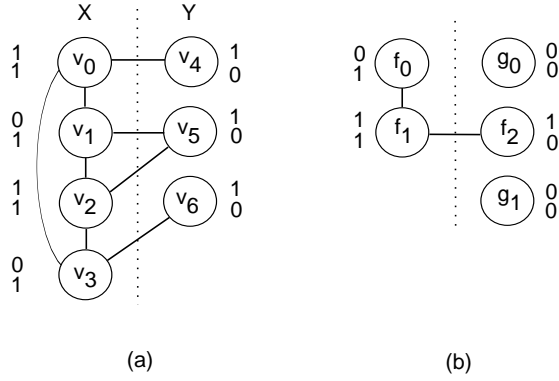 X Y
1 1 v0 v4 1 0
0 1 v1 v5 1 0
1 1 v2 v6 1 0
0 1 v3
(a)
0 1 f0 g0 0 0
1 1 f1 f2 1 0
g1 0 0
(b)